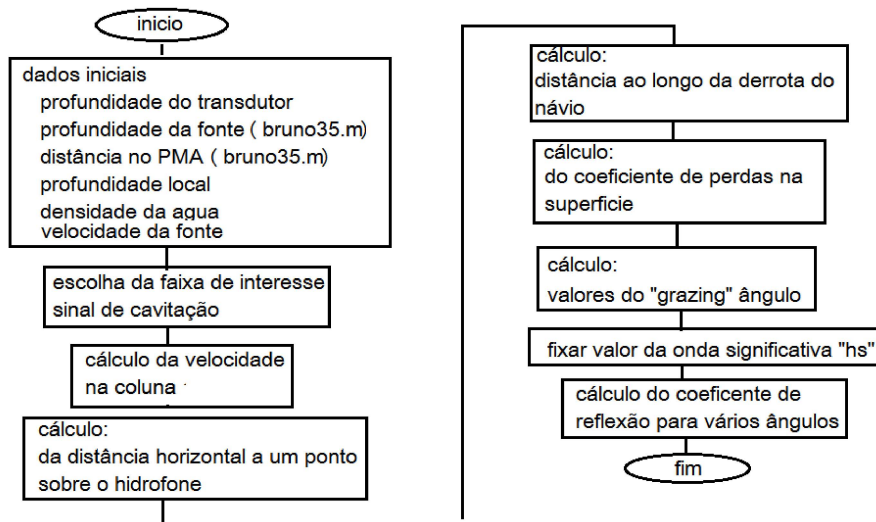 inicio
dados iniciais
profundidade do transdutor
profundidade da fonte ( bruno35.m)
distância no PMA ( bruno35.m)
profundidade local
densidade da agua
velocidade da fonte
escolha da faixa de interesse
sinal de cavitação
cálculo da velocidade
na coluna
cálculo:
da distância horizontal a um ponto
sobre o hidrofone
cálculo:
distância ao longo da derrota do
návio
cálculo:
do coeficiente de perdas na
superficie
cálculo:
valores do "grazing" ângulo
fixar valor da onda significativa "hs"
cálculo do coeficente de
reflexão para vários ângulos
fim